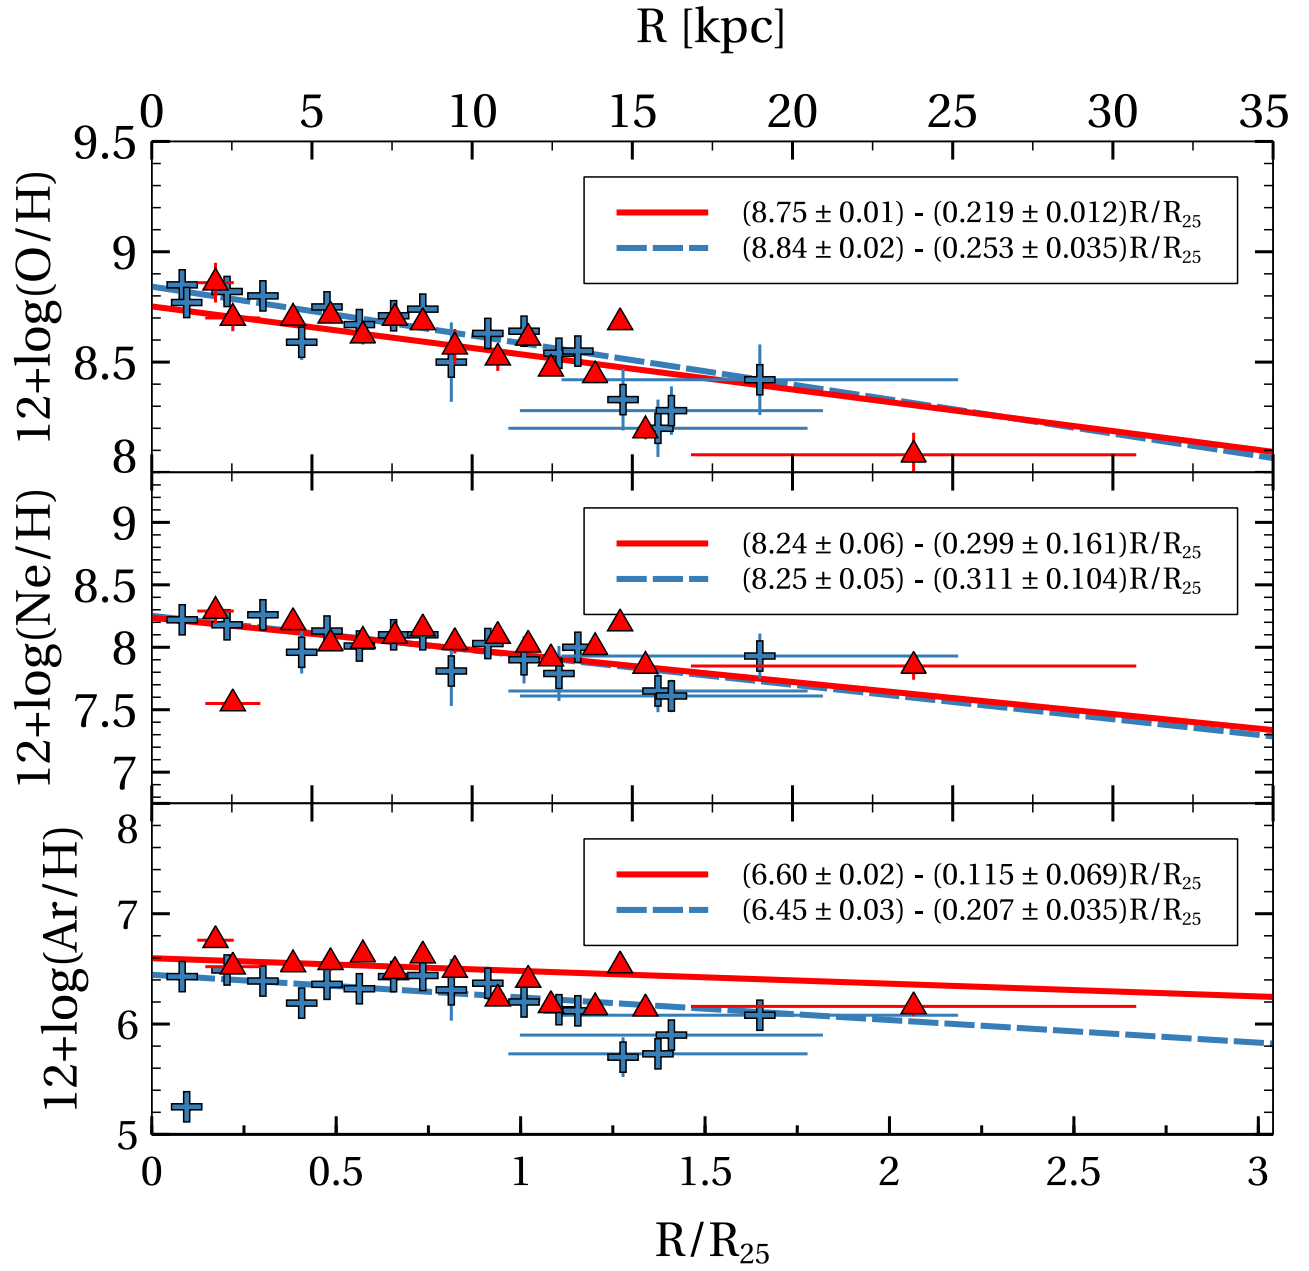 R [kpc]
0 5 10 15 20 25 30 35
9.5
9
8.5
8
12+log(O/H)
(8.75 ± 0.01) - (0.219 ± 0.012)R/R₂₅
(8.84 ± 0.02) - (0.253 ± 0.035)R/R₂₅
9
8.5
8
7.5
7
12+log(Ne/H)
(8.24 ± 0.06) - (0.299 ± 0.161)R/R₂₅
(8.25 ± 0.05) - (0.311 ± 0.104)R/R₂₅
8
7
6
5
12+log(Ar/H)
(6.60 ± 0.02) - (0.115 ± 0.069)R/R₂₅
(6.45 ± 0.03) - (0.207 ± 0.035)R/R₂₅
0 0.5 1 1.5 2 2.5 3
R/R₂₅